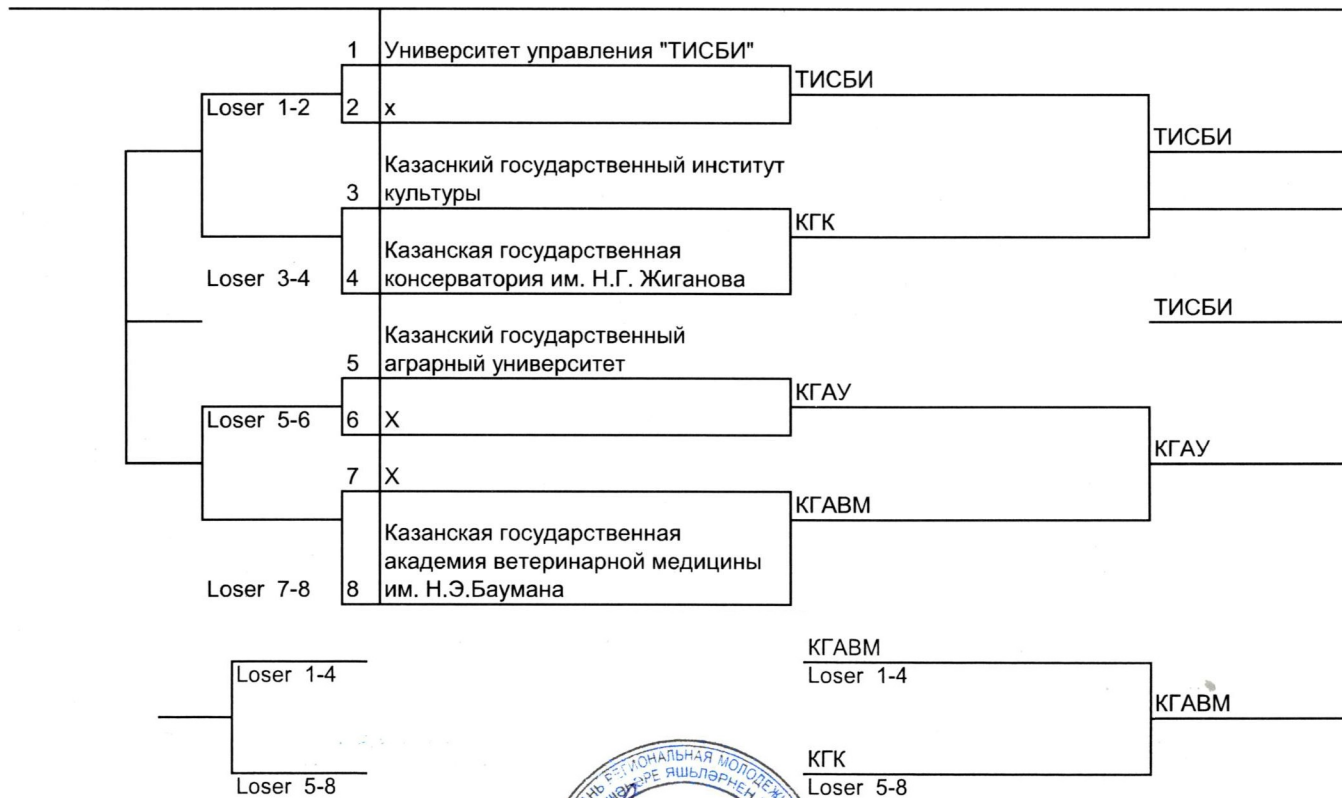 1 Университет управления "ТИСБИ"
ТИСБИ
Loser 1-2 2 x
ТИСБИ
Казаснкий государственный институт
3 культуры
КГК
Казанская государственная
Loser 3-4 4 консерватория им. Н.Г. Жиганова
ТИСБИ
Казанский государственный
5 аграрный университет
КГАУ
Loser 5-6 6 X
КГАУ
7 X
КГАВМ
Казанская государственная
академия ветеринарной медицины
Loser 7-8 8 им. Н.Э.Баумана
КГАВМ
Loser 1-4 Loser 1-4
КГАВМ
КГК
Loser 5-8 Loser 5-8
РЕГИОНАЛЬНАЯ
ЯШЬЛӘРНЕҢ